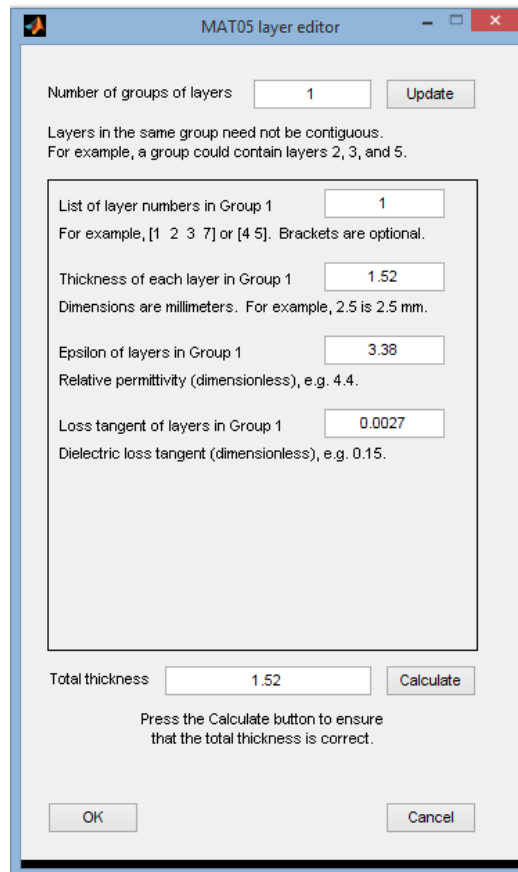 MAT05 layer editor
Number of groups of layers 1 Update
Layers in the same group need not be contiguous.
For example, a group could contain layers 2, 3, and 5.
List of layer numbers in Group 1 1
For example, [1 2 3 7] or [4 5]. Brackets are optional.
Thickness of each layer in Group 1 1.52
Dimensions are millimeters. For example, 2.5 is 2.5 mm.
Epsilon of layers in Group 1 3.38
Relative permittivity (dimensionless), e.g. 4.4.
Loss tangent of layers in Group 1 0.0027
Dielectric loss tangent (dimensionless), e.g. 0.15.
Total thickness 1.52 Calculate
Press the Calculate button to ensure
that the total thickness is correct.
OK Cancel